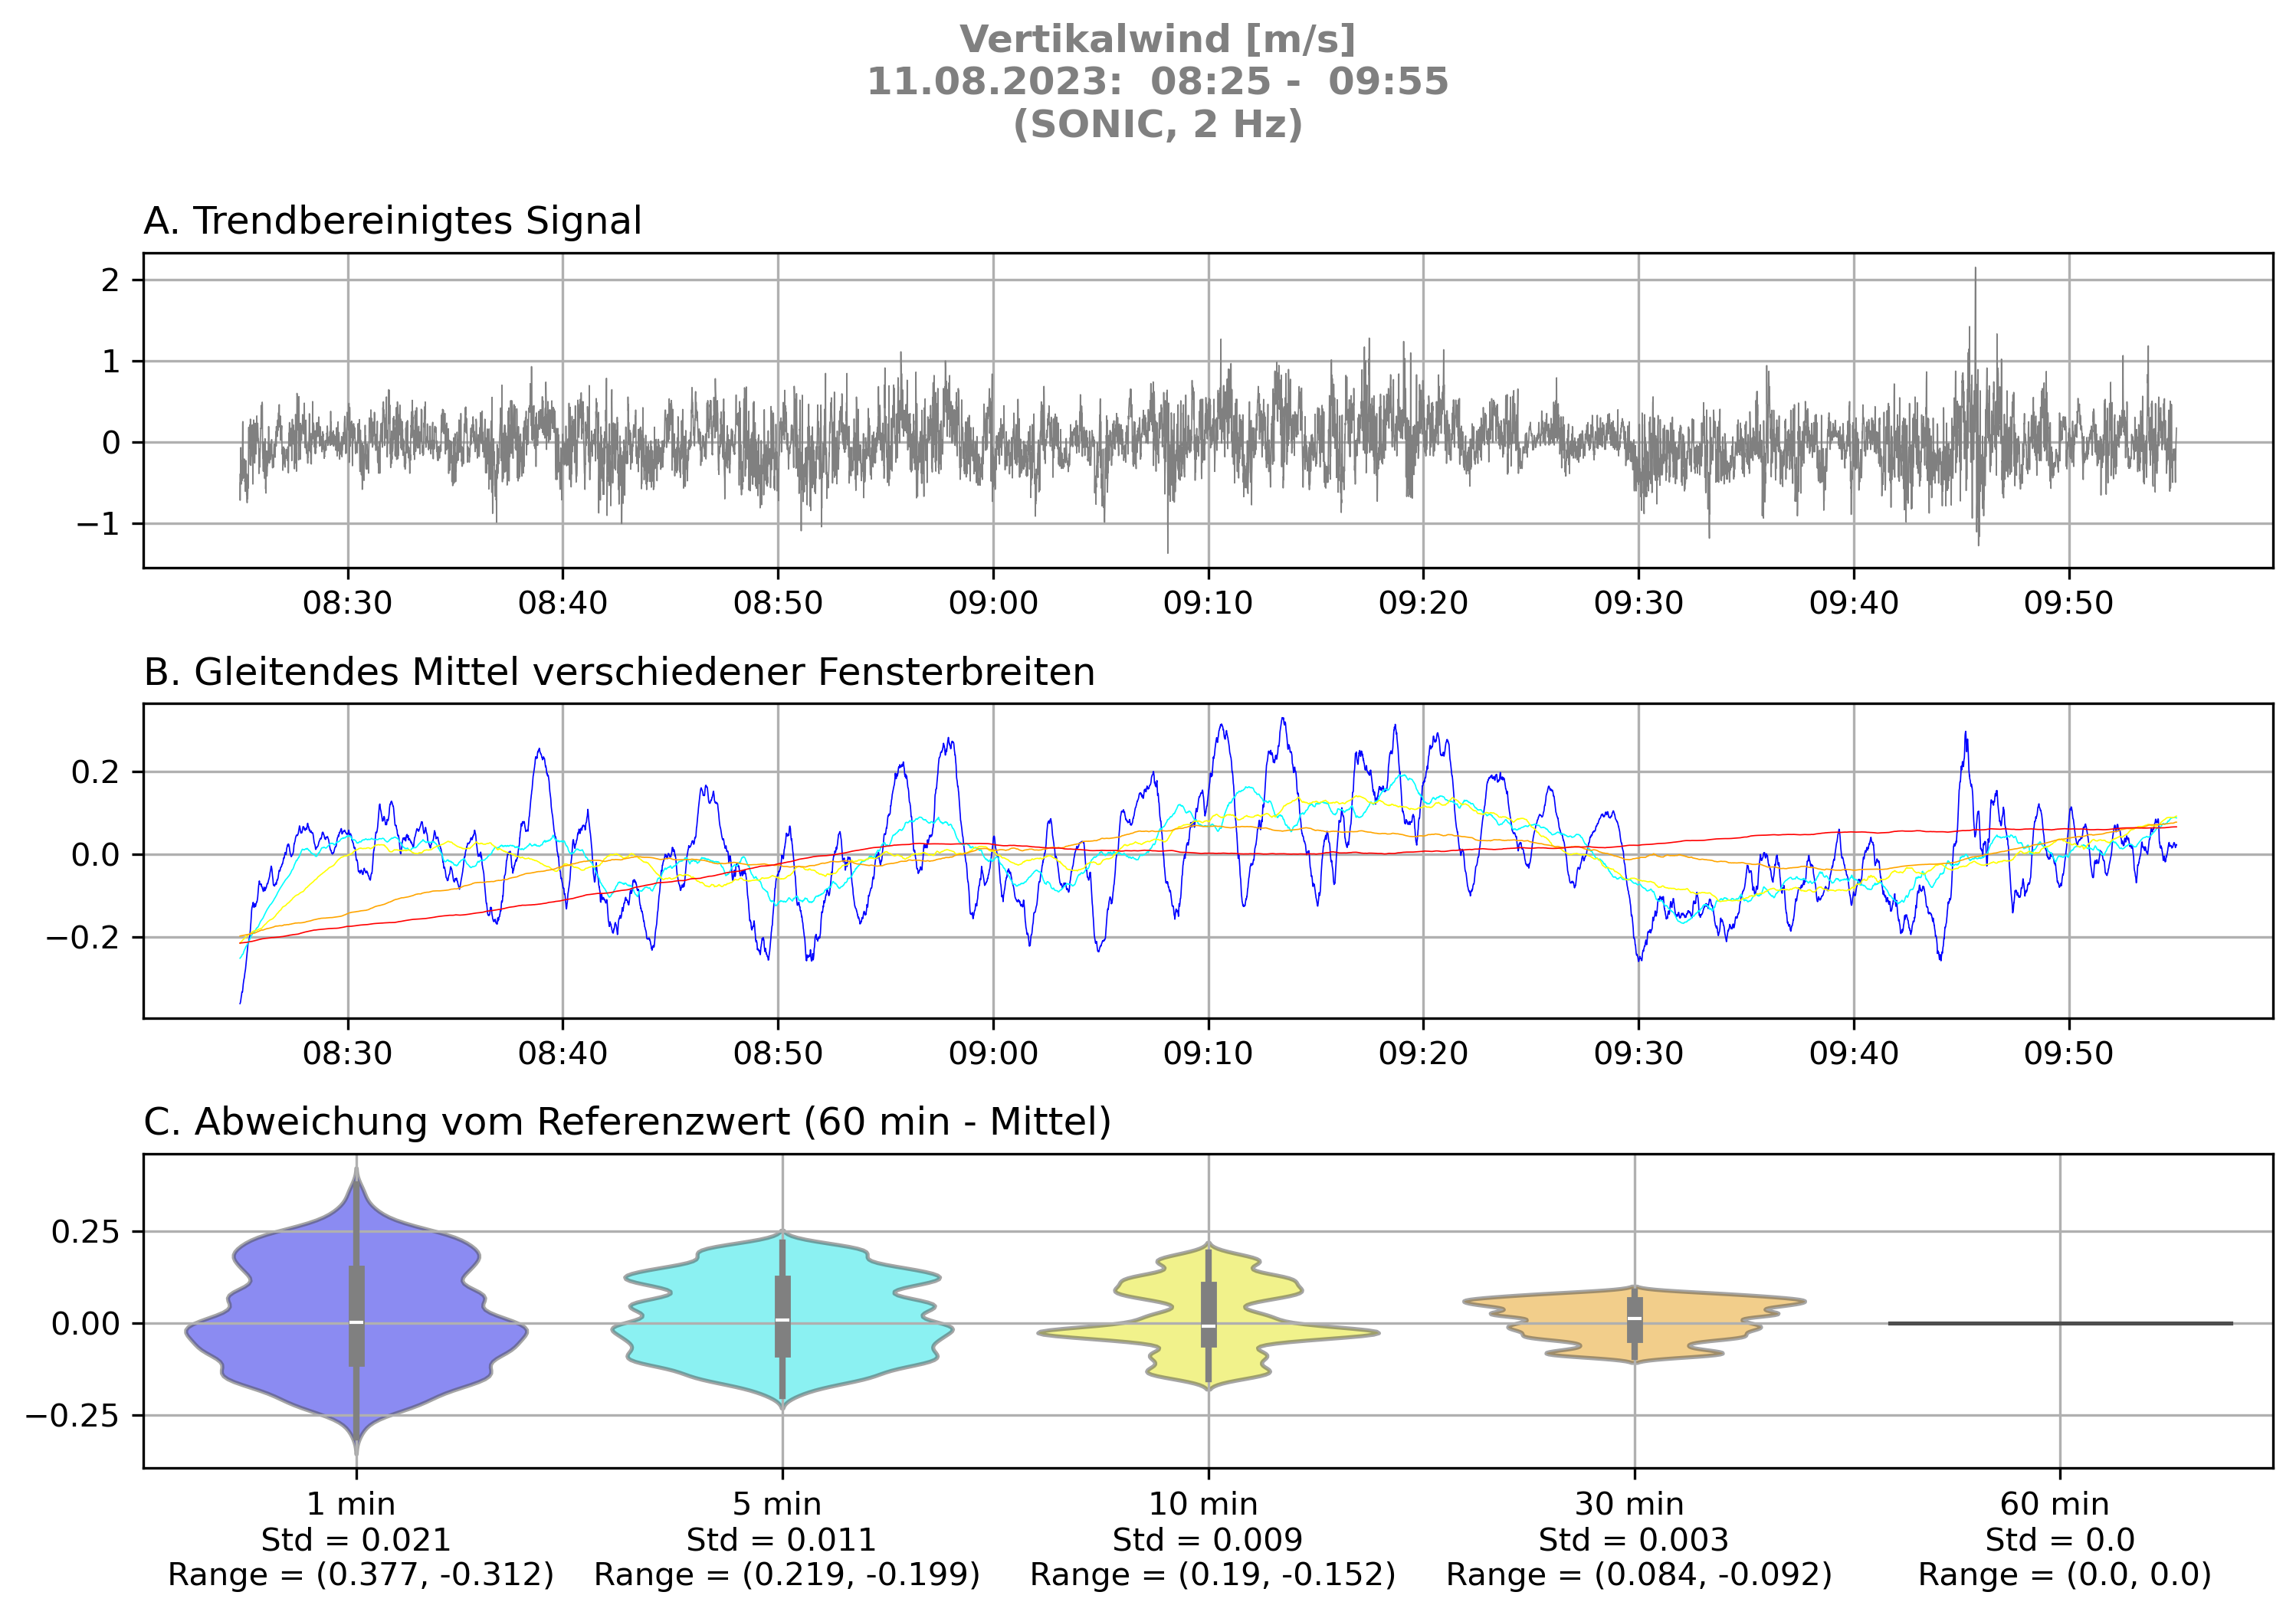 Vertikalwind [m/s]
11.08.2023:  08:25 -  09:55
(SONIC, 2 Hz)
A. Trendbereinigtes Signal
2
1
0
−1
08:30 08:40 08:50 09:00 09:10 09:20 09:30 09:40 09:50
B. Gleitendes Mittel verschiedener Fensterbreiten
0.2
0.0
−0.2
08:30 08:40 08:50 09:00 09:10 09:20 09:30 09:40 09:50
C. Abweichung vom Referenzwert (60 min - Mittel)
0.25
0.00
−0.25
1 min 5 min 10 min 30 min 60 min
Std = 0.021 Std = 0.011 Std = 0.009 Std = 0.003 Std = 0.0
Range = (0.377, -0.312) Range = (0.219, -0.199) Range = (0.19, -0.152) Range = (0.084, -0.092) Range = (0.0, 0.0)